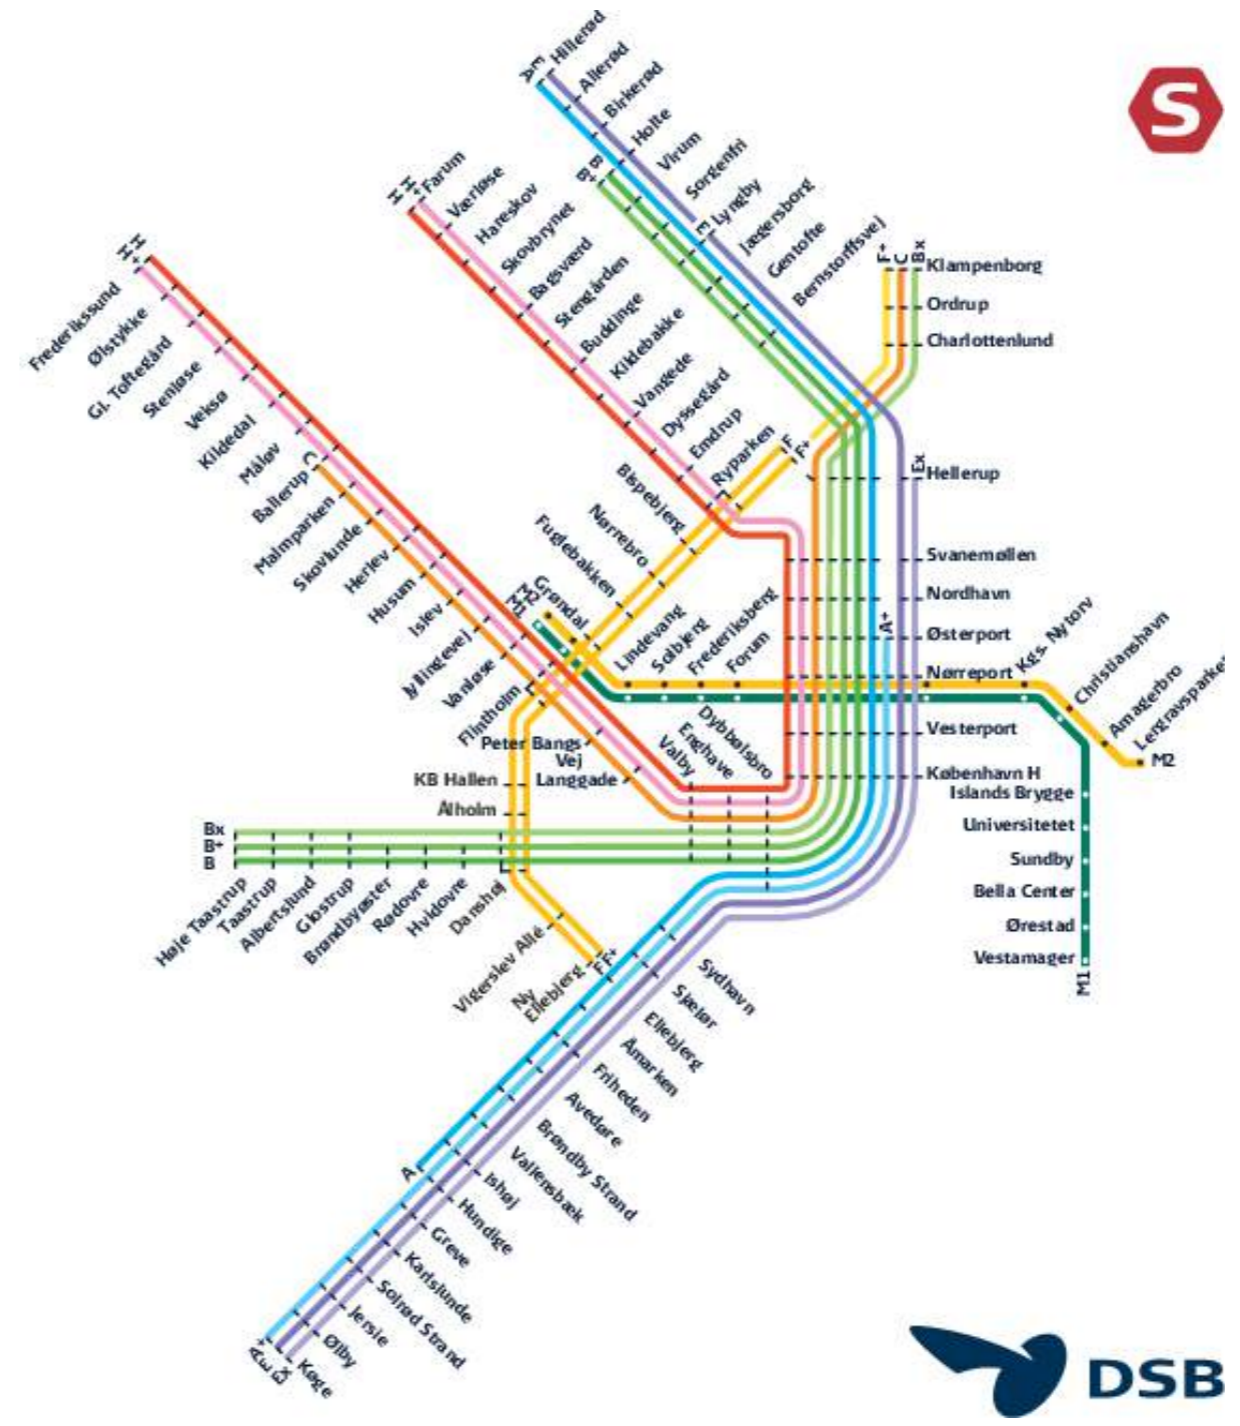 S
E
A
Hillerød
Allerød
Birkerød
Holte
Virum
Sorgenfri
Lyngby
Jægersborg
Gentofte
Bernstorffsvej
B
B+
E
H
H+
Farum
Værløse
Hareskov
Skovbrynet
Bagsværd
Stengården
Buddinge
Kildebakke
Vangede
Dyssegård
Emdrup
Ryparken
H
H+
Frederikssund
Ølstykke
Gl. Toftegård
Stenløse
Veksø
Kildedal
Måløv
Ballerup
C
Malmparken
Skovlunde
Herlev
Husum
Islev
Jyllingevej
Vanløse
Flintholm
Peter Bangs
Vej
Langgade
KB Hallen
Ålholm
F+
C
Bx
Klampenborg
Ordrup
Charlottenlund
F
F+
Bispebjerg
Nørrebro
Fuglebakken
Grøndal
M2
M1
Ex
Hellerup
Svanemøllen
Nordhavn
A+
Østerport
Nørreport
Vesterport
København H
Lindevang
Solbjerg
Frederiksberg
Forum
Kgs. Nytorv
Christianshavn
Amagerbro
Lergravsparken
M2
Islands Brygge
Universitetet
Sundby
Bella Center
Ørestad
Vestamager
M1
Dybbølsbro
Enghave
Valby
Bx
B+
B
Høje Taastrup
Taastrup
Albertslund
Glostrup
Brøndbyøster
Rødovre
Hvidovre
Danshøj
Vigerslev Allé
Ny
Ellebjerg
F
F+
Sydhavn
Sjælør
Ellebjerg
Åmarken
Friheden
Avedøre
Brøndby Strand
Vallensbæk
Ishøj
Hundige
A
Greve
Karlslunde
Solrød Strand
Jersie
Ølby
Køge
A+
E
Ex
DSB